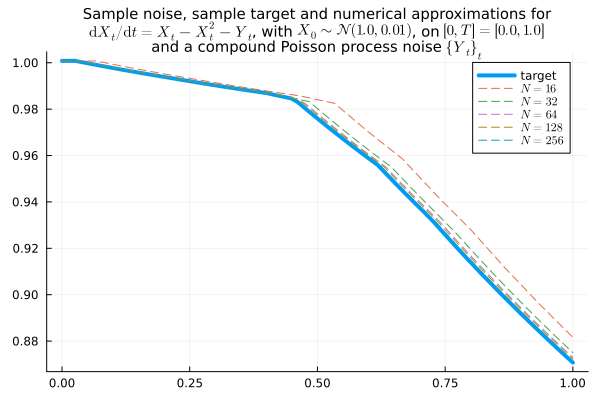 Sample noise, sample target and numerical approximations for
dX_t/dt = X_t − X_t^2 − Y_t, with X_0 ∼ 𝒩(1.0, 0.01), on [0, T] = [0.0, 1.0]
and a compound Poisson process noise {Y_t}_t
target
N = 16
N = 32
N = 64
N = 128
N = 256
1.00
0.98
0.96
0.94
0.92
0.90
0.88
0.00 0.25 0.50 0.75 1.00